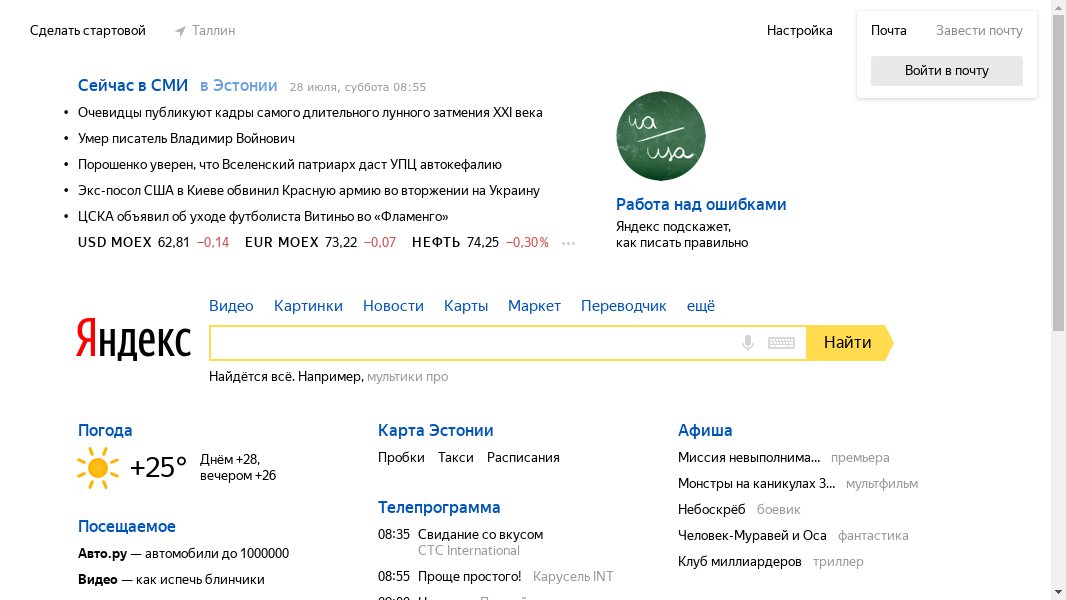 Сделать стартовой
Таллин
Настройка
Почта
Завести почту
Войти в почту
Сейчас в СМИ в Эстонии 28 июля, суббота 08:55
• Очевидцы публикуют кадры самого длительного лунного затмения XXI века
• Умер писатель Владимир Войнович
• Порошенко уверен, что Вселенский патриарх даст УПЦ автокефалию
• Экс-посол США в Киеве обвинил Красную армию во вторжении на Украину
• ЦСКА объявил об уходе футболиста Витиньо во «Фламенго»
USD MOEX 62,81 −0,14 EUR MOEX 73,22 −0,07 НЕФТЬ 74,25 −0,30%
Работа над ошибками
Яндекс подскажет,
как писать правильно
Видео Картинки Новости Карты Маркет Переводчик ещё
Яндекс
Найти
Найдётся всё. Например, мультики про
Погода
+25°
Днём +28,
вечером +26
Посещаемое
Авто.ру — автомобили до 1000000
Видео — как испечь блинчики
Карта Эстонии
Пробки Такси Расписания
Телепрограмма
08:35 Свидание со вкусом
CTC International
08:55 Проще простого! Карусель INT
Афиша
Миссия невыполнима... премьера
Монстры на каникулах 3... мультфильм
Небоскрёб боевик
Человек-Муравей и Оса фантастика
Клуб миллиардеров триллер